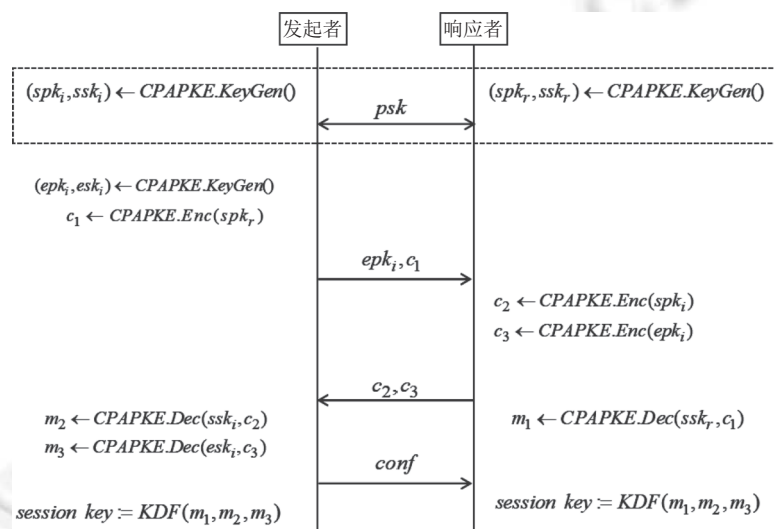 发起者 响应者
(spk_i,ssk_i)←CPAPKE.KeyGen() (spk_r,ssk_r)←CPAPKE.KeyGen()
psk
(epk_i,esk_i)←CPAPKE.KeyGen()
c_1 ← CPAPKE.Enc(spk_r)
epk_i,c_1
c_2 ← CPAPKE.Enc(spk_i)
c_3 ← CPAPKE.Enc(epk_i)
c_2,c_3
m_2 ← CPAPKE.Dec(ssk_i,c_2) m_1 ← CPAPKE.Dec(ssk_r,c_1)
m_3 ← CPAPKE.Dec(esk_i,c_3)
conf
session key := KDF(m_1,m_2,m_3) session key := KDF(m_1,m_2,m_3)